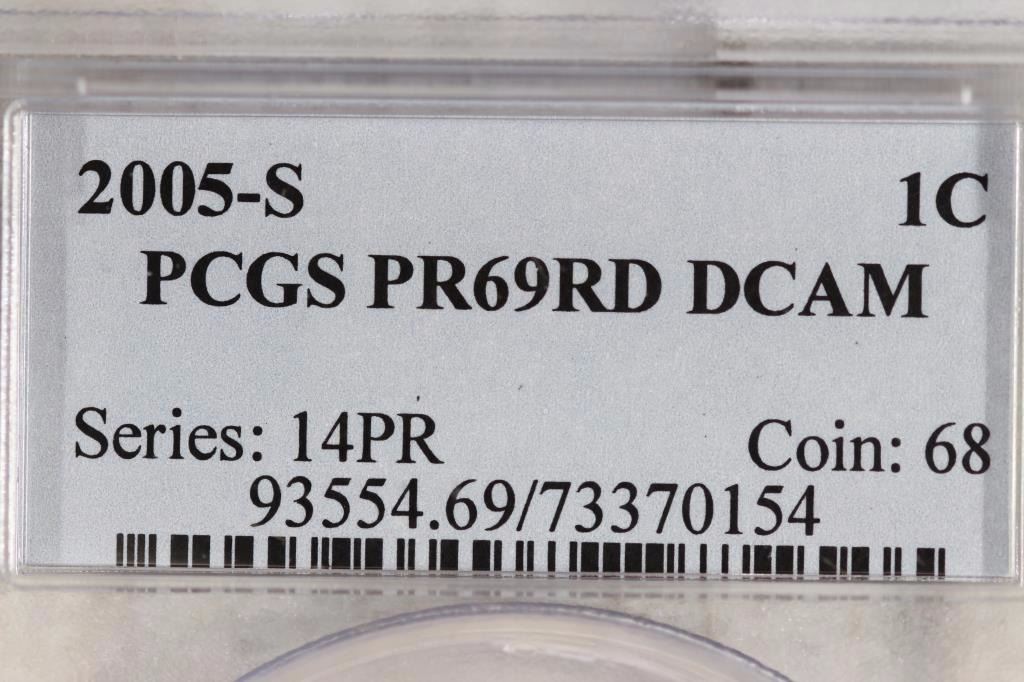 2005-S 1C
PCGS PR69RD DCAM
Series: 14PR Coin: 68
93554.69/73370154